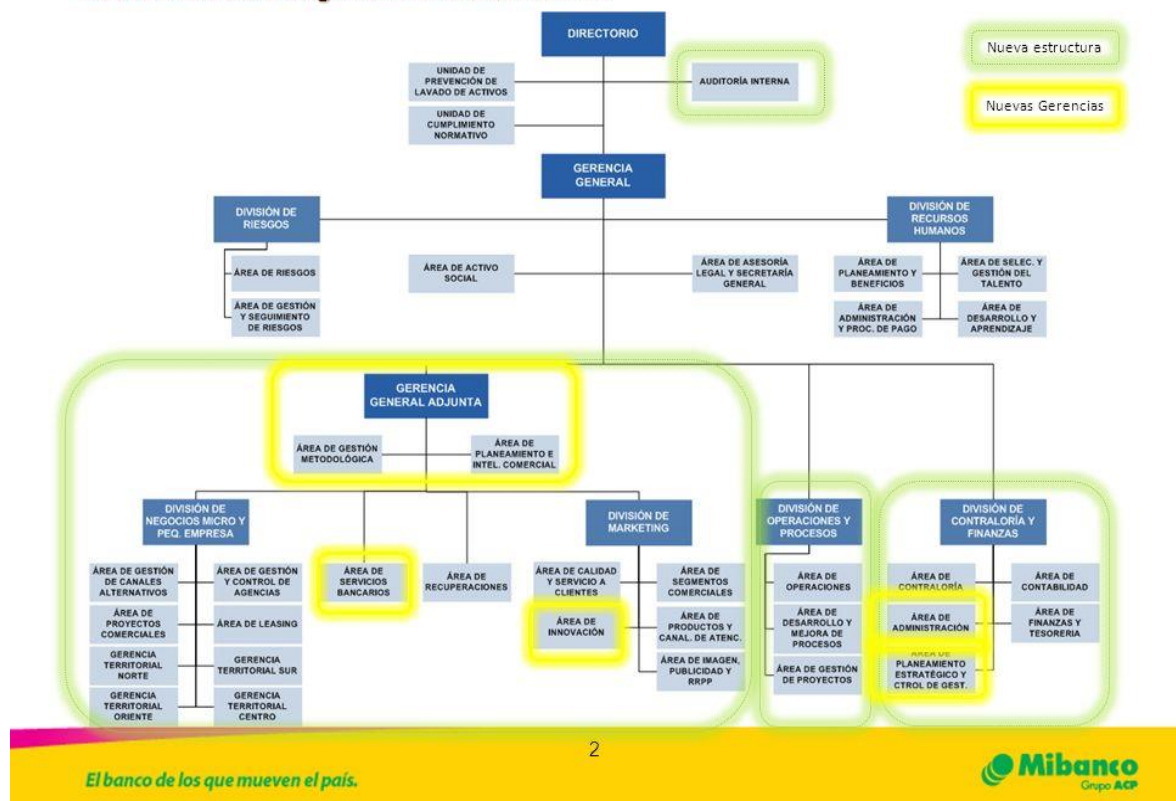 DIRECTORIO
Nueva estructura
UNIDAD DE
PREVENCIÓN DE
LAVADO DE ACTIVOS
AUDITORÍA INTERNA
Nuevas Gerencias
UNIDAD DE
CUMPLIMIENTO
NORMATIVO
GERENCIA
GENERAL
DIVISIÓN DE
RIESGOS
DIVISIÓN DE
RECURSOS
HUMANOS
ÁREA DE RIESGOS
ÁREA DE GESTIÓN
Y SEGUIMIENTO
DE RIESGOS
ÁREA DE ACTIVO
SOCIAL
ÁREA DE ASESORÍA
LEGAL Y SECRETARÍA
GENERAL
ÁREA DE
PLANEAMIENTO Y
BENEFICIOS
ÁREA DE SELEC. Y
GESTIÓN DEL
TALENTO
ÁREA DE
ADMINISTRACIÓN
Y PROC. DE PAGO
ÁREA DE
DESARROLLO Y
APRENDIZAJE
GERENCIA
GENERAL ADJUNTA
ÁREA DE GESTIÓN
METODOLÓGICA
ÁREA DE
PLANEAMIENTO E
INTEL. COMERCIAL
DIVISIÓN DE
NEGOCIOS MICRO Y
PEQ. EMPRESA
DIVISIÓN DE
MARKETING
DIVISIÓN DE
OPERACIONES Y
PROCESOS
DIVISIÓN DE
CONTRALORÍA Y
FINANZAS
ÁREA DE GESTIÓN
DE CANALES
ALTERNATIVOS
ÁREA DE GESTIÓN
Y CONTROL DE
AGENCIAS
ÁREA DE
PROYECTOS
COMERCIALES
ÁREA DE LEASING
GERENCIA
TERRITORIAL
NORTE
GERENCIA
TERRITORIAL SUR
GERENCIA
TERRITORIAL
ORIENTE
GERENCIA
TERRITORIAL
CENTRO
ÁREA DE
SERVICIOS
BANCARIOS
ÁREA DE
RECUPERACIONES
ÁREA DE CALIDAD
Y SERVICIO A
CLIENTES
ÁREA DE
SEGMENTOS
COMERCIALES
ÁREA DE
INNOVACIÓN
ÁREA DE
PRODUCTOS Y
CANAL. DE ATENC.
ÁREA DE IMAGEN,
PUBLICIDAD Y
RRPP
ÁREA DE
OPERACIONES
ÁREA DE
DESARROLLO Y
MEJORA DE
PROCESOS
ÁREA DE GESTIÓN
DE PROYECTOS
ÁREA DE
CONTRALORÍA
ÁREA DE
CONTABILIDAD
ÁREA DE
ADMINISTRACIÓN
ÁREA DE
FINANZAS Y
TESORERIA
ÁREA DE
PLANEAMIENTO
ESTRATÉGICO Y
CTROL DE GEST.
2
El banco de los que mueven el país.
Mibanco
Grupo ACP